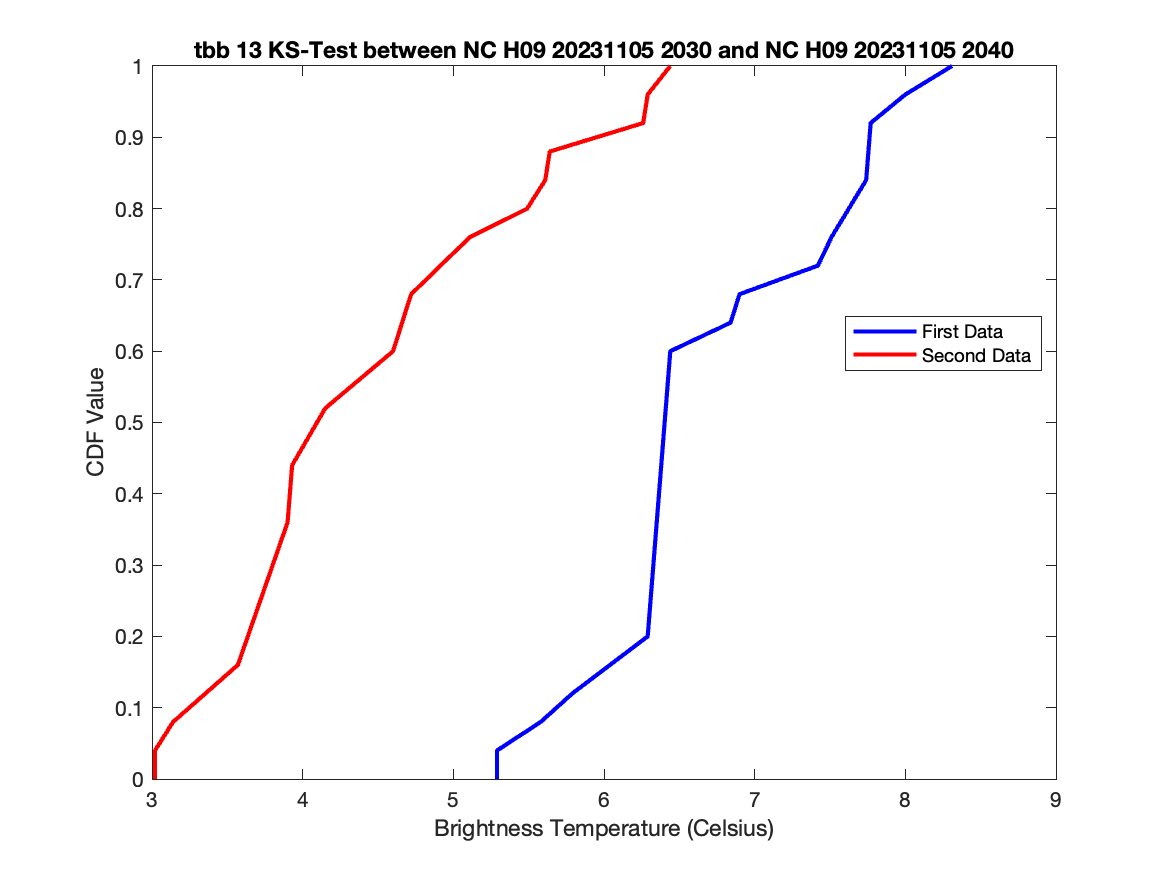 tbb 13 KS-Test between NC H09 20231105 2030 and NC H09 20231105 2040
1
0.9
0.8
0.7
0.6
0.5
0.4
0.3
0.2
0.1
0
CDF Value
First Data
Second Data
3 4 5 6 7 8 9
Brightness Temperature (Celsius)